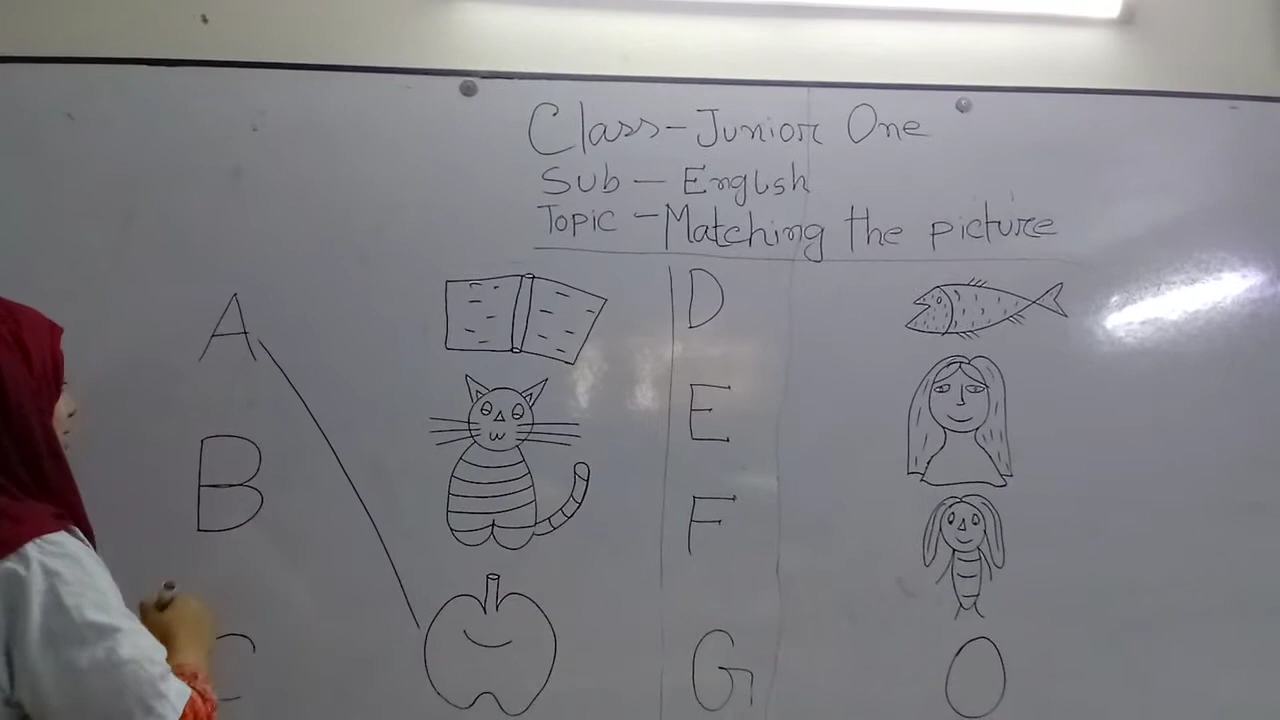 Class - Junior One
Sub - English
Topic - Matching the picture
A
B
C
D
E
F
G